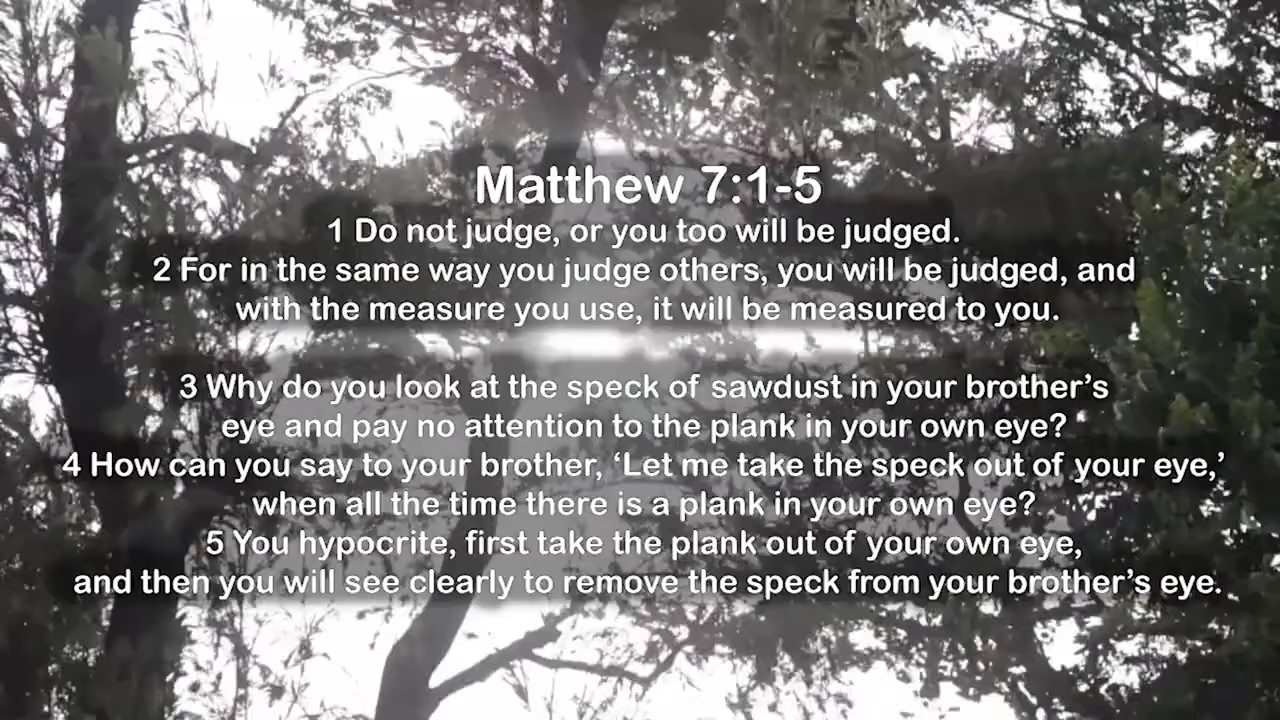 Matthew 7:1-5
1 Do not judge, or you too will be judged.
2 For in the same way you judge others, you will be judged, and
with the measure you use, it will be measured to you.
3 Why do you look at the speck of sawdust in your brother’s
eye and pay no attention to the plank in your own eye?
4 How can you say to your brother, ‘Let me take the speck out of your eye,’
when all the time there is a plank in your own eye?
5 You hypocrite, first take the plank out of your own eye,
and then you will see clearly to remove the speck from your brother’s eye.